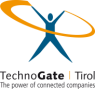 TechnoGate | Tirol
The power of connected companies